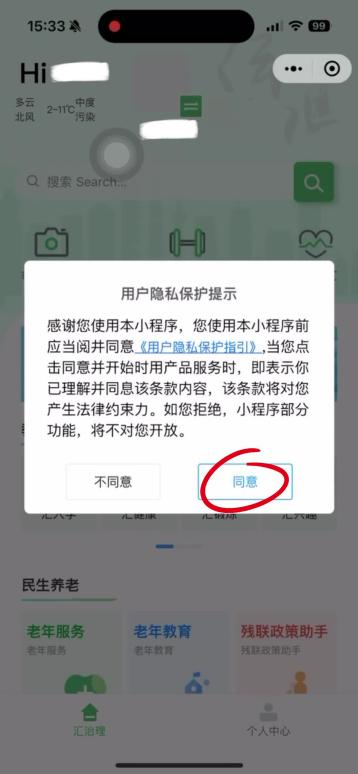 15:33
99
Hi
多云 2~11℃ 中度
北风 污染
搜索 Search...
用户隐私保护提示
感谢您使用本小程序，您使用本小程序前
应当阅并同意《用户隐私保护指引》,当您点
击同意并开始时用产品服务时，即表示你
已理解并同息该条款内容，该条款将对您
产生法律约束力。如您拒绝，小程序部分
功能，将不对您开放。
不同意 同意
民生养老
老年服务 老年教育 残联政策助手
老年服务 老年教育 残联政策助手
汇治理 个人中心